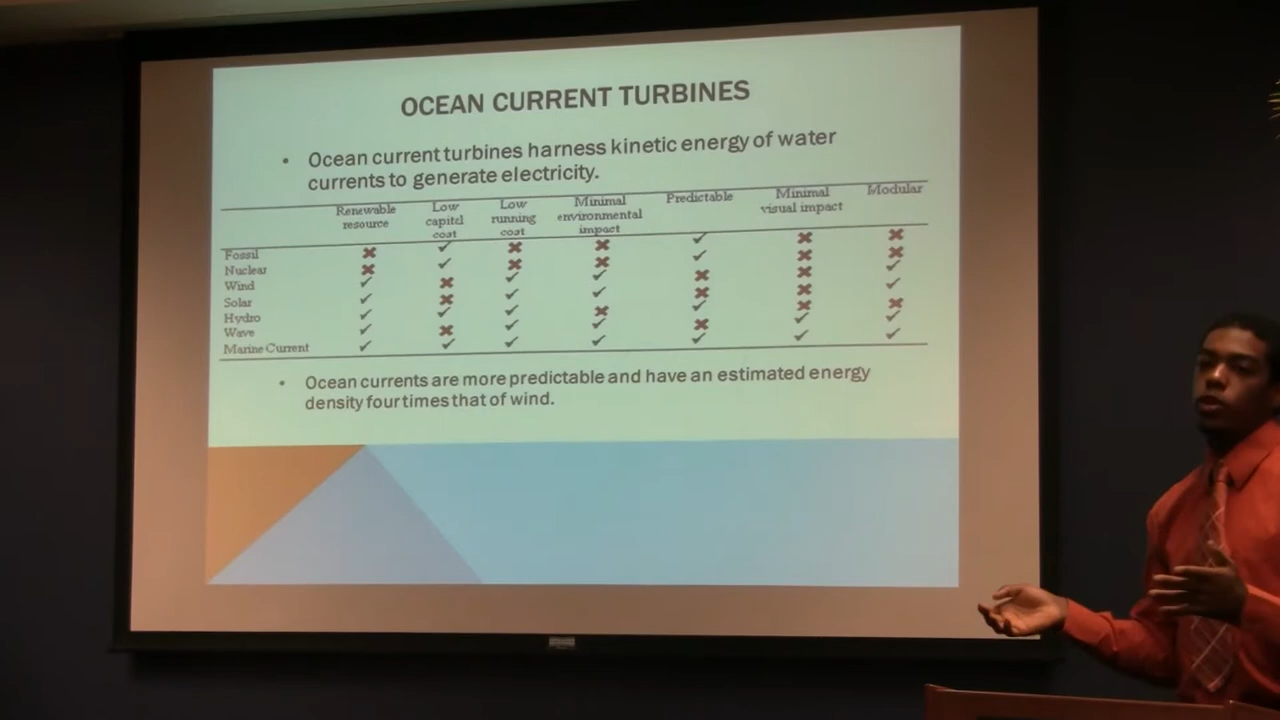 OCEAN CURRENT TURBINES
• Ocean current turbines harness kinetic energy of water
currents to generate electricity.
Renewable resource Low capital cost Low running cost Minimal environmental impact Predictable Minimal visual impact Modular
Fossil ✖ ✔ ✖ ✖ ✔ ✖ ✖
Nuclear ✖ ✔ ✖ ✖ ✔ ✖ ✖
Wind ✔ ✖ ✔ ✔ ✖ ✖ ✔
Solar ✔ ✖ ✔ ✔ ✖ ✖ ✔
Hydro ✔ ✔ ✔ ✖ ✔ ✖ ✖
Wave ✔ ✖ ✔ ✔ ✖ ✔ ✔
Marine Current ✔ ✔ ✔ ✔ ✔ ✔ ✔
• Ocean currents are more predictable and have an estimated energy
density four times that of wind.